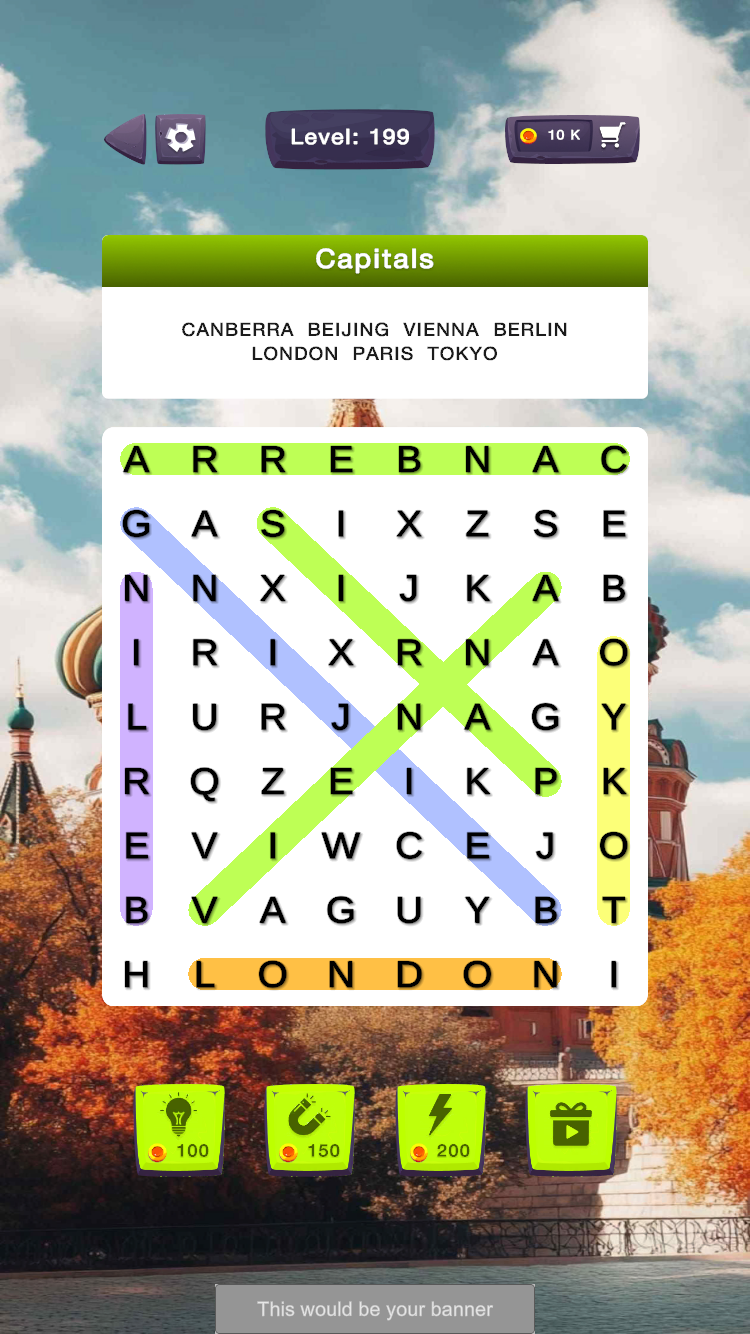 Level: 199
10 K
Capitals
CANBERRA BEIJING VIENNA BERLIN
LONDON PARIS TOKYO
A R R E B N A C
G A S I X Z S E
N N X I J K A B
I R I X R N A O
L U R J N A G Y
R Q Z E I K P K
E V I W C E J O
B V A G U Y B T
H L O N D O N I
100
150
200
This would be your banner